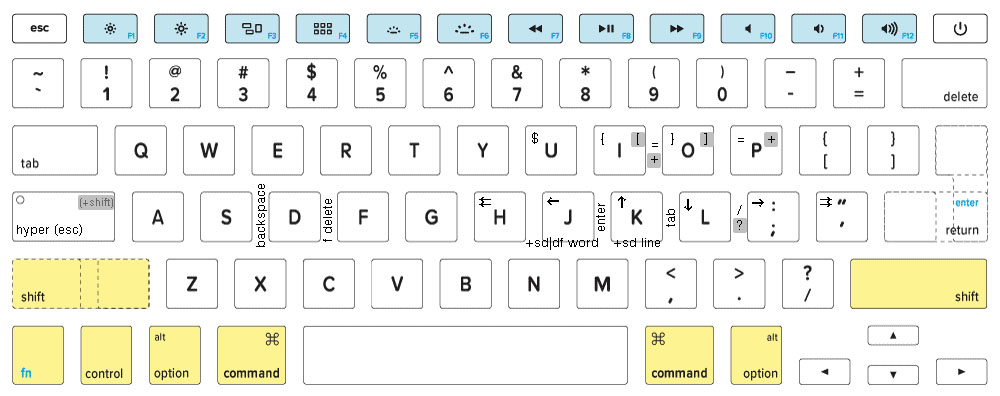 esc F1 F2 F3 F4 F5 F6 F7 F8 F9 F10 F11 F12
~ ! @ # $ % ^ & * ( ) – +
` 1 2 3 4 5 6 7 8 9 0 - = delete
tab Q W E R T Y $ U { [ I = + } ] O = + P { [ } ]
hyper (esc) (+shift) A S backspace D f delete F G ⇇ H ← J enter ↑ K tab ↓ L / ? → : ; ⇉ " ' enter return
+sd|df word +sd line
shift Z X C V B N M < , > . ? / shift
fn control alt option ⌘ command ⌘ command alt option ◄ ▲ ▼ ►